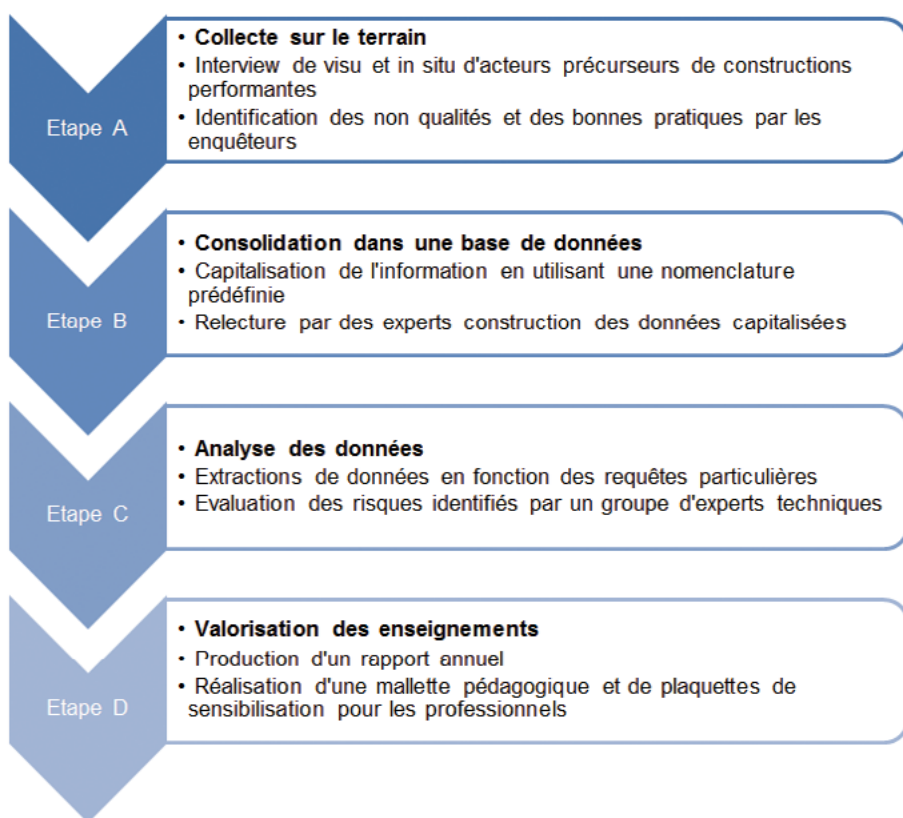 Etape A
• Collecte sur le terrain
• Interview de visu et in situ d'acteurs précurseurs de constructions
performantes
• Identification des non qualités et des bonnes pratiques par les
enquêteurs
Etape B
• Consolidation dans une base de données
• Capitalisation de l'information en utilisant une nomenclature
prédéfinie
• Relecture par des experts construction des données capitalisées
Etape C
• Analyse des données
• Extractions de données en fonction des requêtes particulières
• Evaluation des risques identifiés par un groupe d'experts techniques
Etape D
• Valorisation des enseignements
• Production d'un rapport annuel
• Réalisation d'une mallette pédagogique et de plaquettes de
sensibilisation pour les professionnels